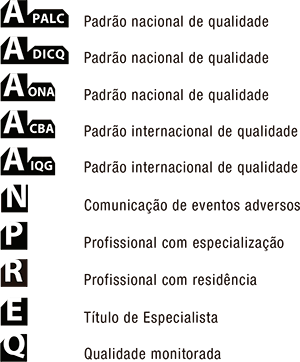 A PALC Padrão nacional de qualidade
A DICQ Padrão nacional de qualidade
A ONA Padrão nacional de qualidade
A CBA Padrão internacional de qualidade
A IQG Padrão internacional de qualidade
N Comunicação de eventos adversos
P Profissional com especialização
R Profissional com residência
E Título de Especialista
Q Qualidade monitorada